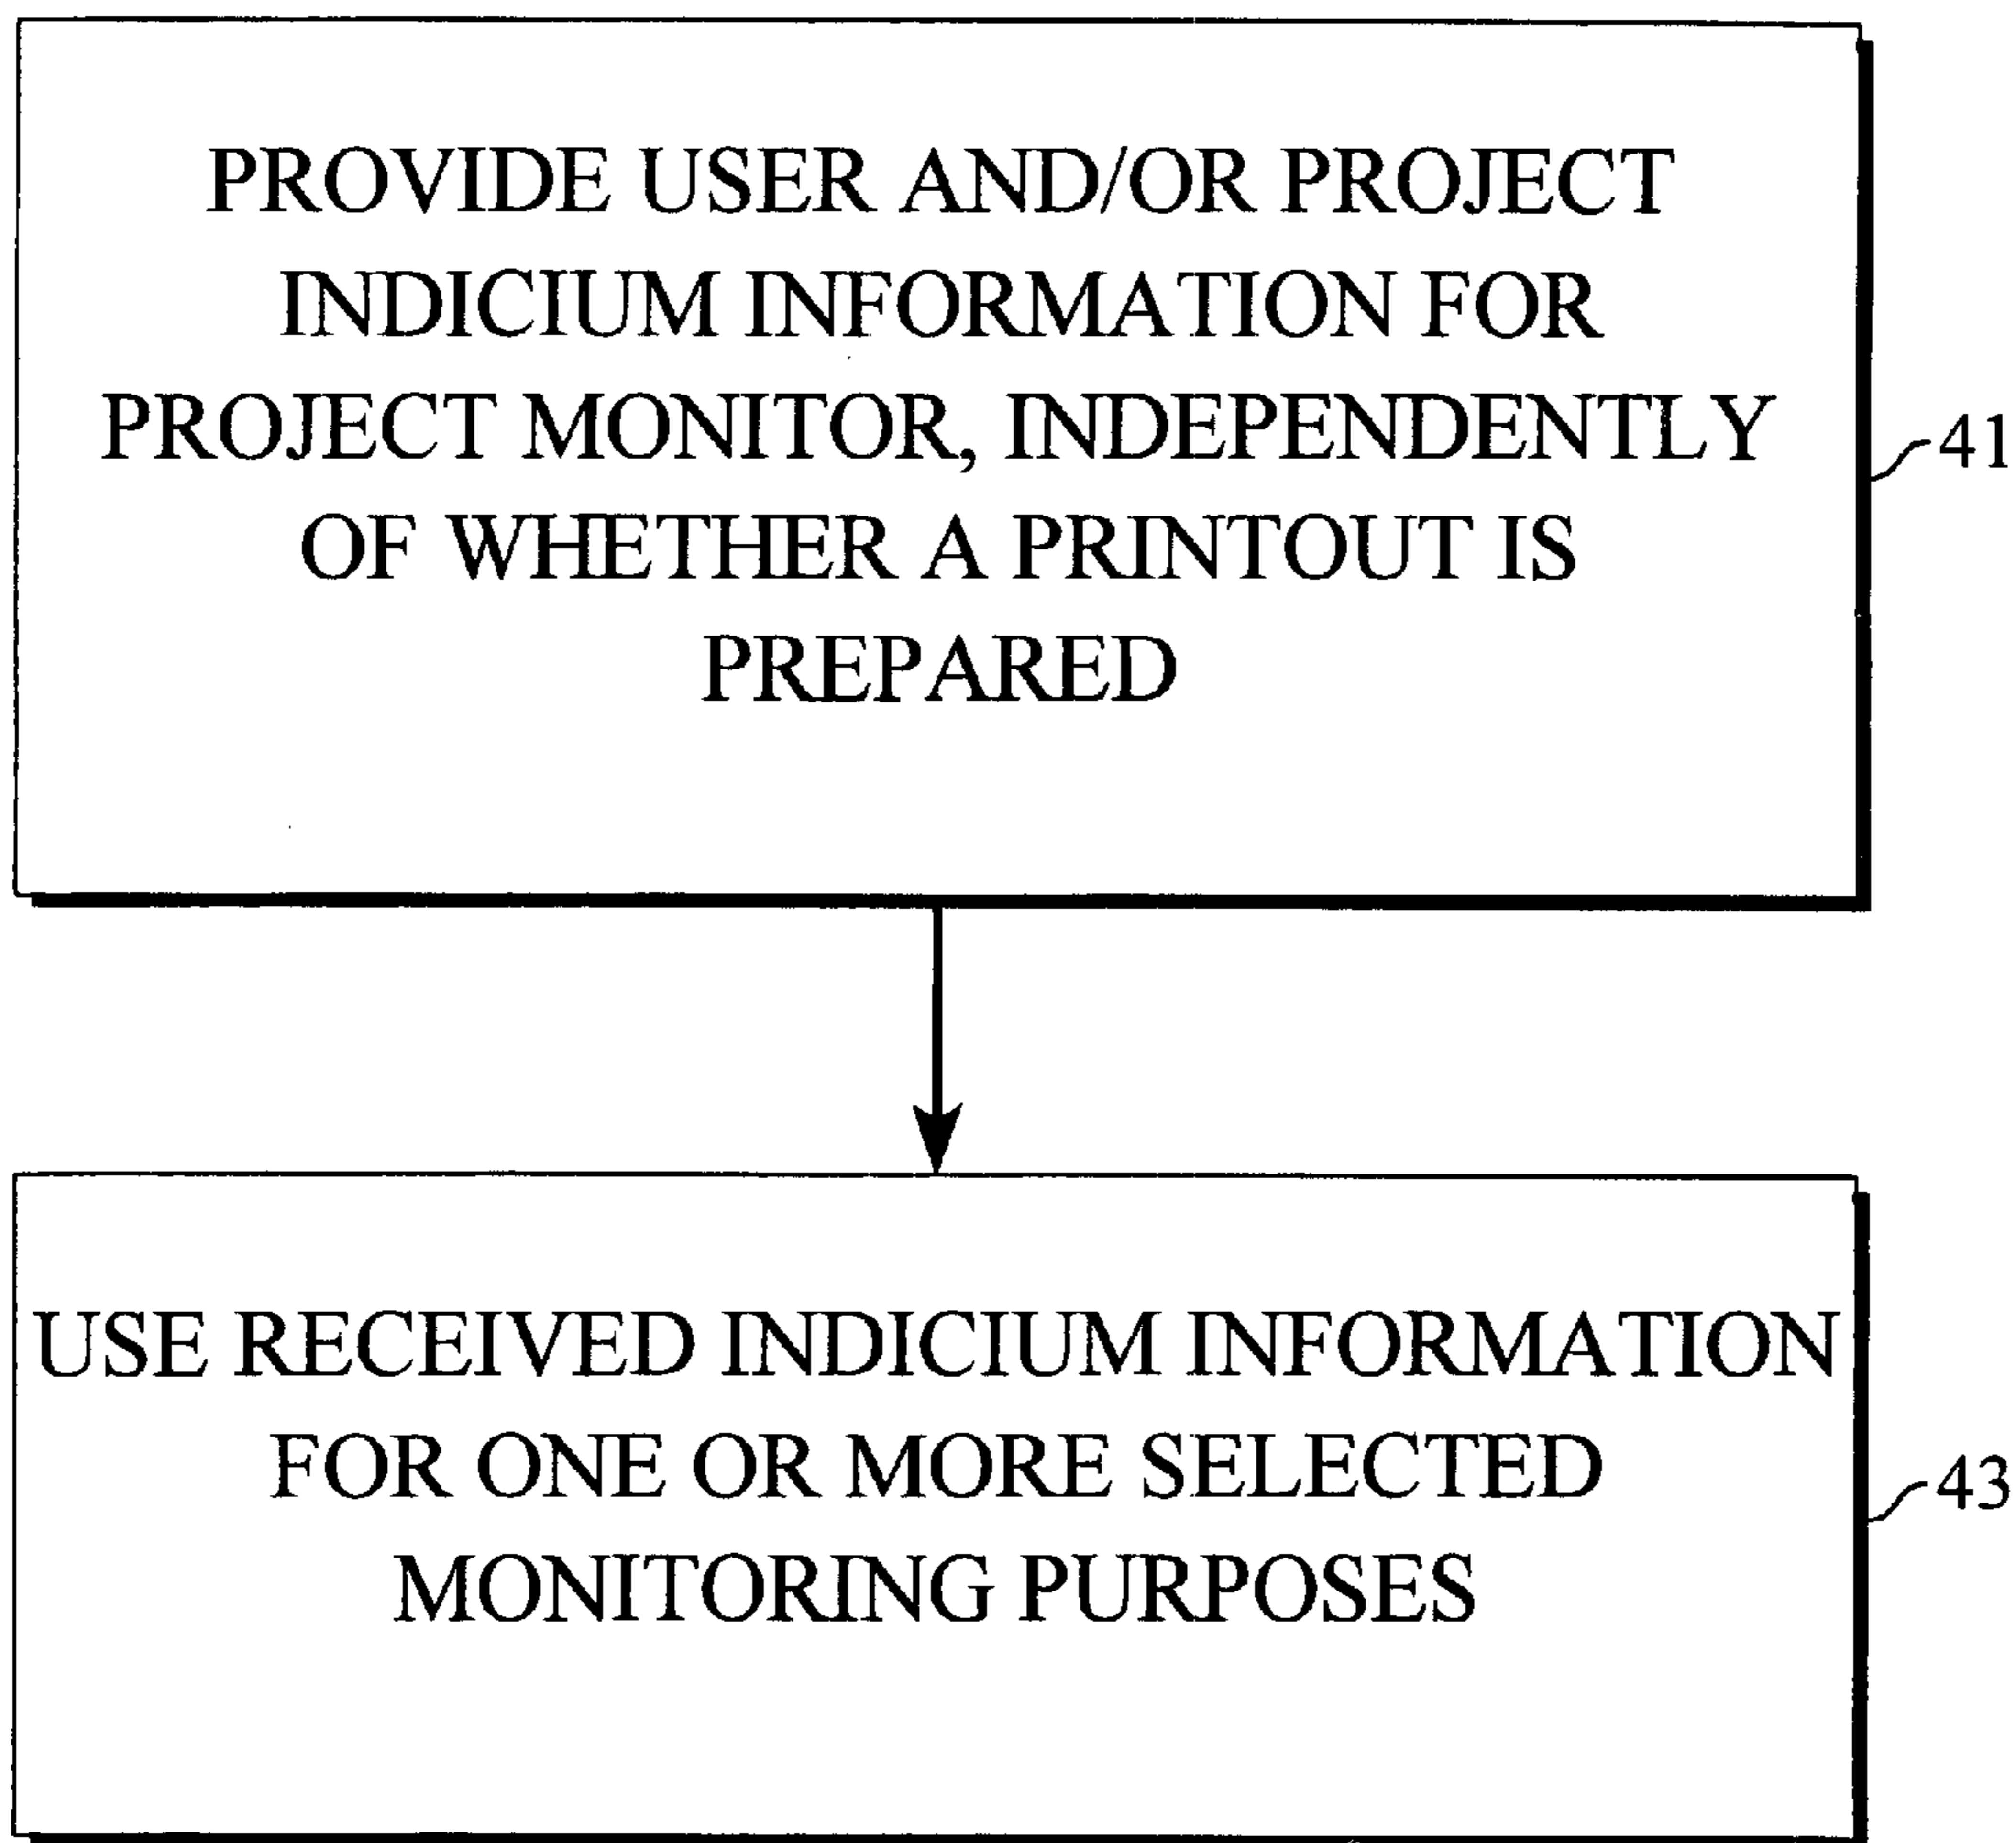 PROVIDE USER AND/OR PROJECT
INDICIUM INFORMATION FOR
PROJECT MONITOR, INDEPENDENTLY
OF WHETHER A PRINTOUT IS
PREPARED
41
USE RECEIVED INDICIUM INFORMATION
FOR ONE OR MORE SELECTED
MONITORING PURPOSES
43